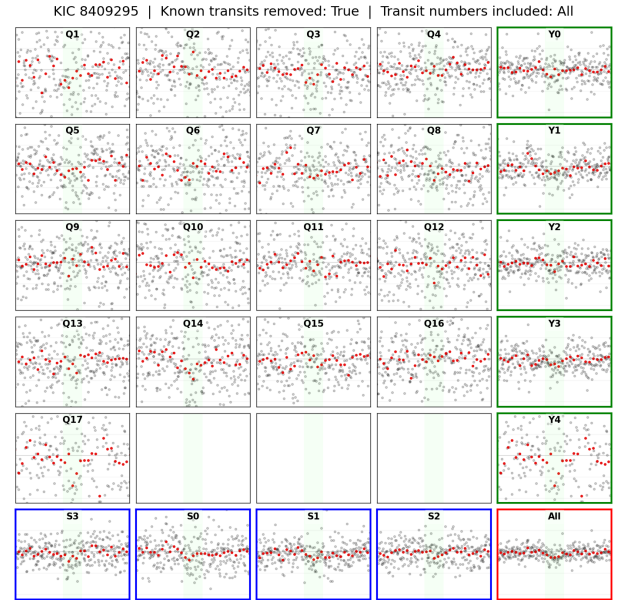 KIC 8409295 | Known transits removed: True | Transit numbers included: All
Q1 Q2 Q3 Q4 Y0
Q5 Q6 Q7 Q8 Y1
Q9 Q10 Q11 Q12 Y2
Q13 Q14 Q15 Q16 Y3
Q17 Y4
S3 S0 S1 S2 All